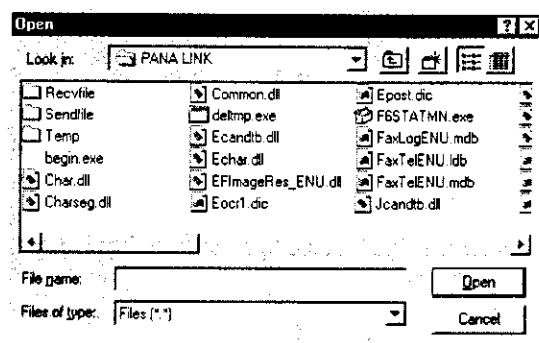 Open
Look in: PANA LINK
Recvfile
Sendfile
Temp
begin.exe
Char.dll
Charseg.dll
Common.dll
deltmp.exe
Ecandtb.dll
Echar.dll
EFImageRes_ENU.dll
Eocr1.dic
Epost.dic
F6STATMN.exe
FaxLogENU.mdb
FaxTelENU.ldb
FaxTelENU.mdb
Jcandtb.dll
File name:
Open
Files of type: Files (*.*)
Cancel